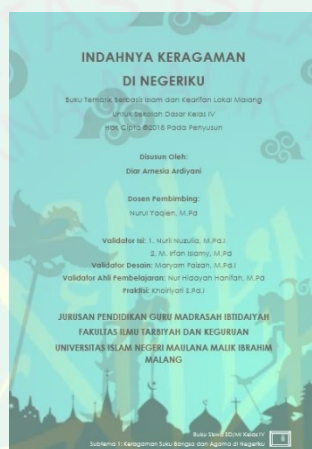 INDAHNYA KERAGAMAN
DI NEGERIKU
Buku Tematik Berbasis Islam dan Kearifan Lokal Malang
Untuk Sekolah Dasar Kelas IV
Hak Cipta @2018 Pada Penyusun
Disusun Oleh:
Diar Arnesia Ardiyani
Dosen Pembimbing:
Nurul Yaqien, M.Pd
Validator Isi: 1. Nurli Nuzulia, M.Pd.I
2. M. Irfan Islamy, M.Pd
Validator Desain: Maryam Faizah, M.Pd.I
Validator Ahli Pembelajaran: Nur Hidayah Hanifah, M.Pd
Praktisi: Khoiriyati S.Pd.I
JURUSAN PENDIDIKAN GURU MADRASAH IBTIDAIYAH
FAKULTAS ILMU TARBIYAH DAN KEGURUAN
UNIVERSITAS ISLAM NEGERI MAULANA MALIK IBRAHIM
MALANG
Buku Siswa SD/MI Kelas IV
Subtema 1: Keragaman Suku Bangsa dan Agama di Negeriku